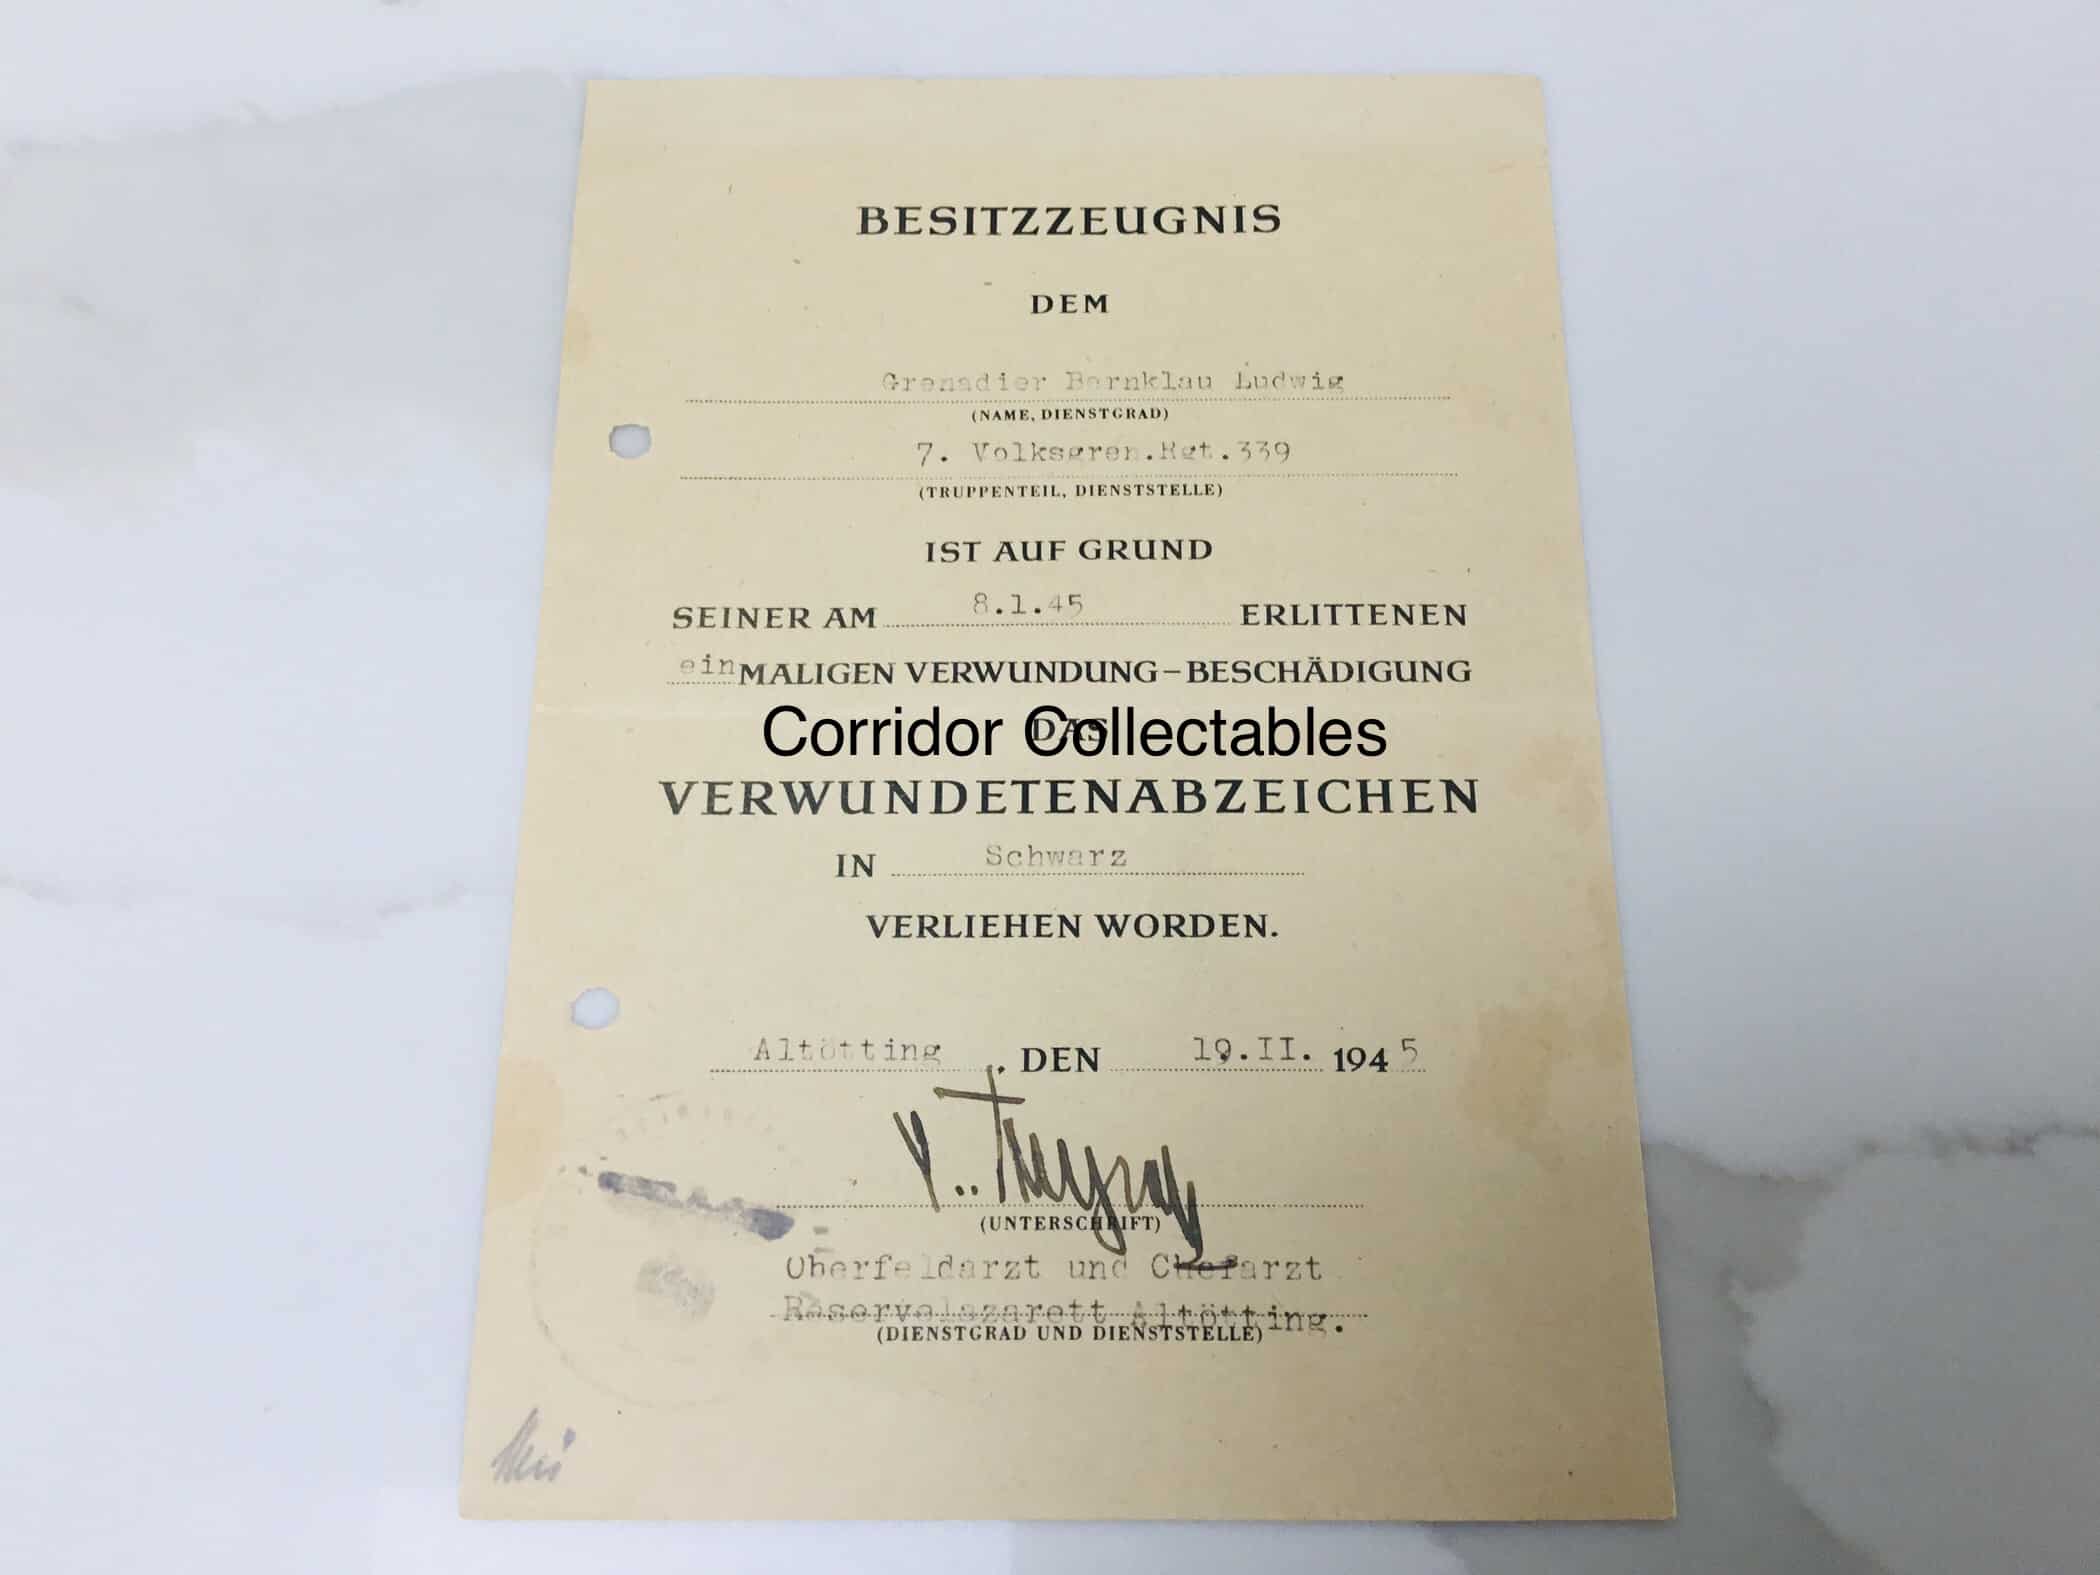 BESITZZEUGNIS
DEM
Grenadier Bornklau Ludwig
(NAME, DIENSTGRAD)
7. Volksgren.Rgt.339
(TRUPPENTEIL, DIENSTSTELLE)
IST AUF GRUND
SEINER AM 8.1.45 ERLITTENEN
einMALIGEN VERWUNDUNG–BESCHÄDIGUNG
DAS
Corridor Collectables
VERWUNDETENABZEICHEN
IN Schwarz
VERLIEHEN WORDEN.
Altötting, DEN 19.II. 1945
(UNTERSCHRIFT)
Oberfeldarzt und Chefarzt
Reservelazarett Altötting.
(DIENSTGRAD UND DIENSTSTELLE)